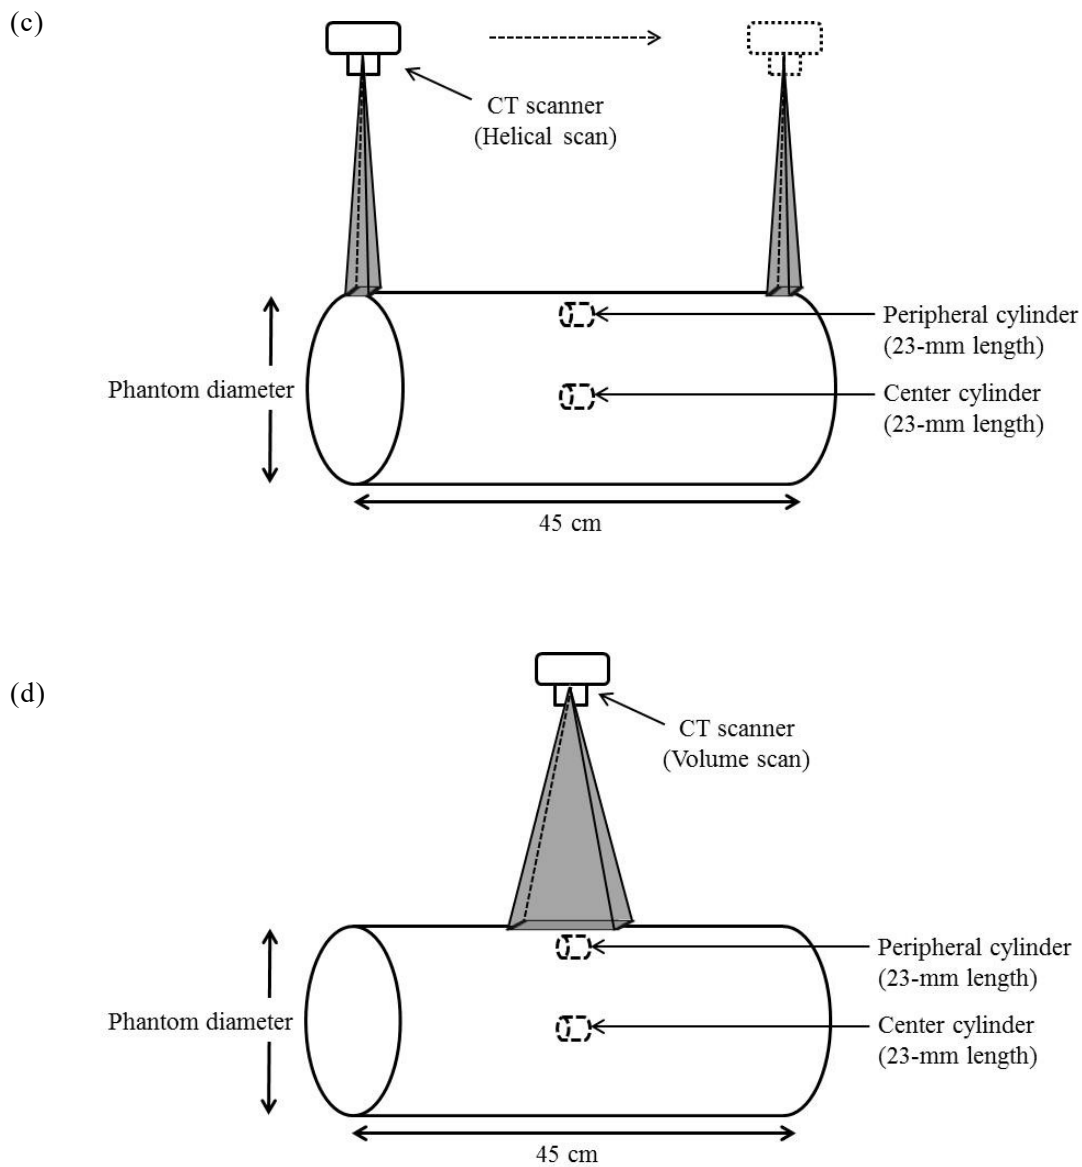 (c)
CT scanner
(Helical scan)
Peripheral cylinder
(23-mm length)
Phantom diameter
Center cylinder
(23-mm length)
45 cm
(d)
CT scanner
(Volume scan)
Peripheral cylinder
(23-mm length)
Phantom diameter
Center cylinder
(23-mm length)
45 cm